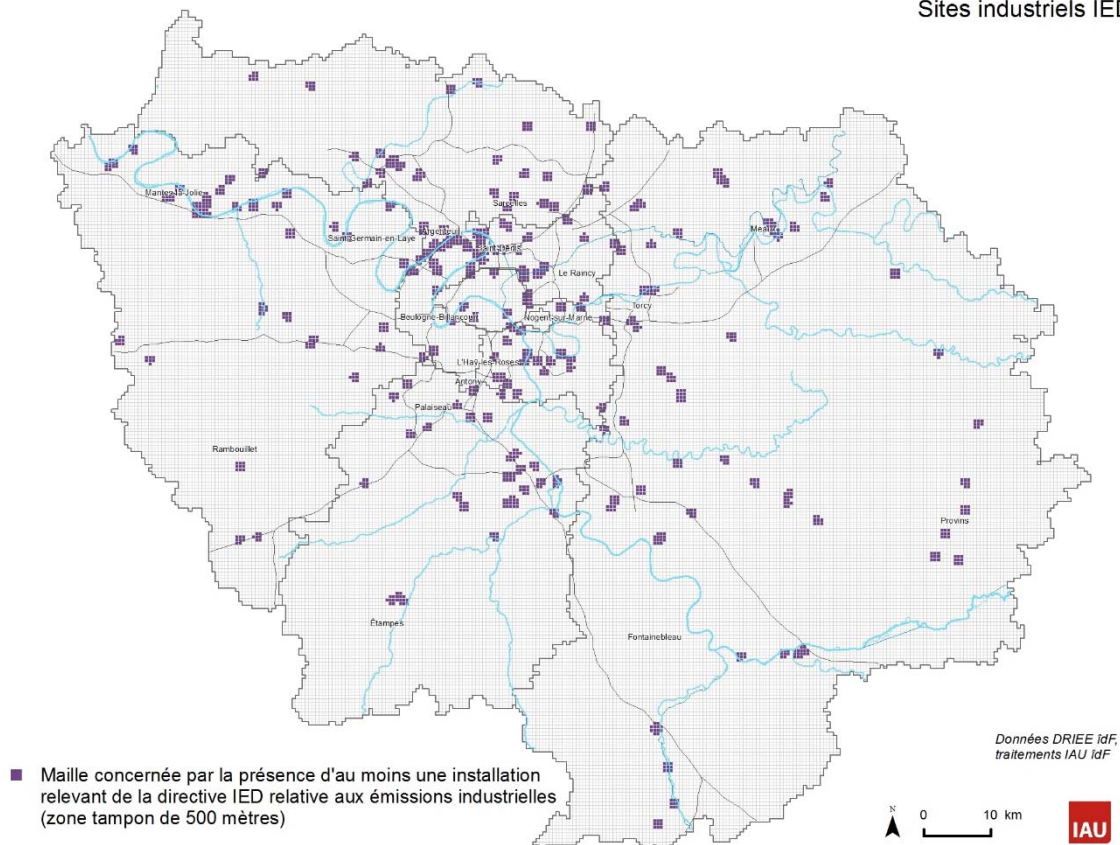 Sites industriels IED
Mantes-la-Jolie
Sarcelles
Saint-Germain-en-Laye
Argenteuil
Saint-Denis
Meaux
Le Raincy
Torcy
Boulogne-Billancourt
Nogent-sur-Marne
L'Haÿ-les-Roses
Antony
Palaiseau
Rambouillet
Provins
Étampes
Fontainebleau
Données DRIEE îdF,
traitements IAU îdF
Maille concernée par la présence d'au moins une installation
relevant de la directive IED relative aux émissions industrielles
(zone tampon de 500 mètres)
N
0 10 km
IAU